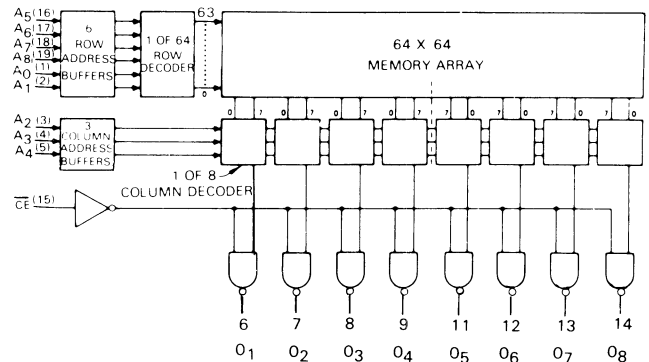 A5 (16)
A6 (17)
A7 (18)
A8 (19)
A0 (1)
A1 (2)
6
ROW
ADDRESS
BUFFERS
1 OF 64
ROW
DECODER
63
0
64 X 64
MEMORY ARRAY
0 7 0 7 0 7 0 7 7 0 7 0 7 0 7 0
A2 (3)
A3 (4)
A4 (5)
3
COLUMN
ADDRESS
BUFFERS
1 OF 8
COLUMN DECODER
CE (15)
6 7 8 9 11 12 13 14
O1 O2 O3 O4 O5 O6 O7 O8